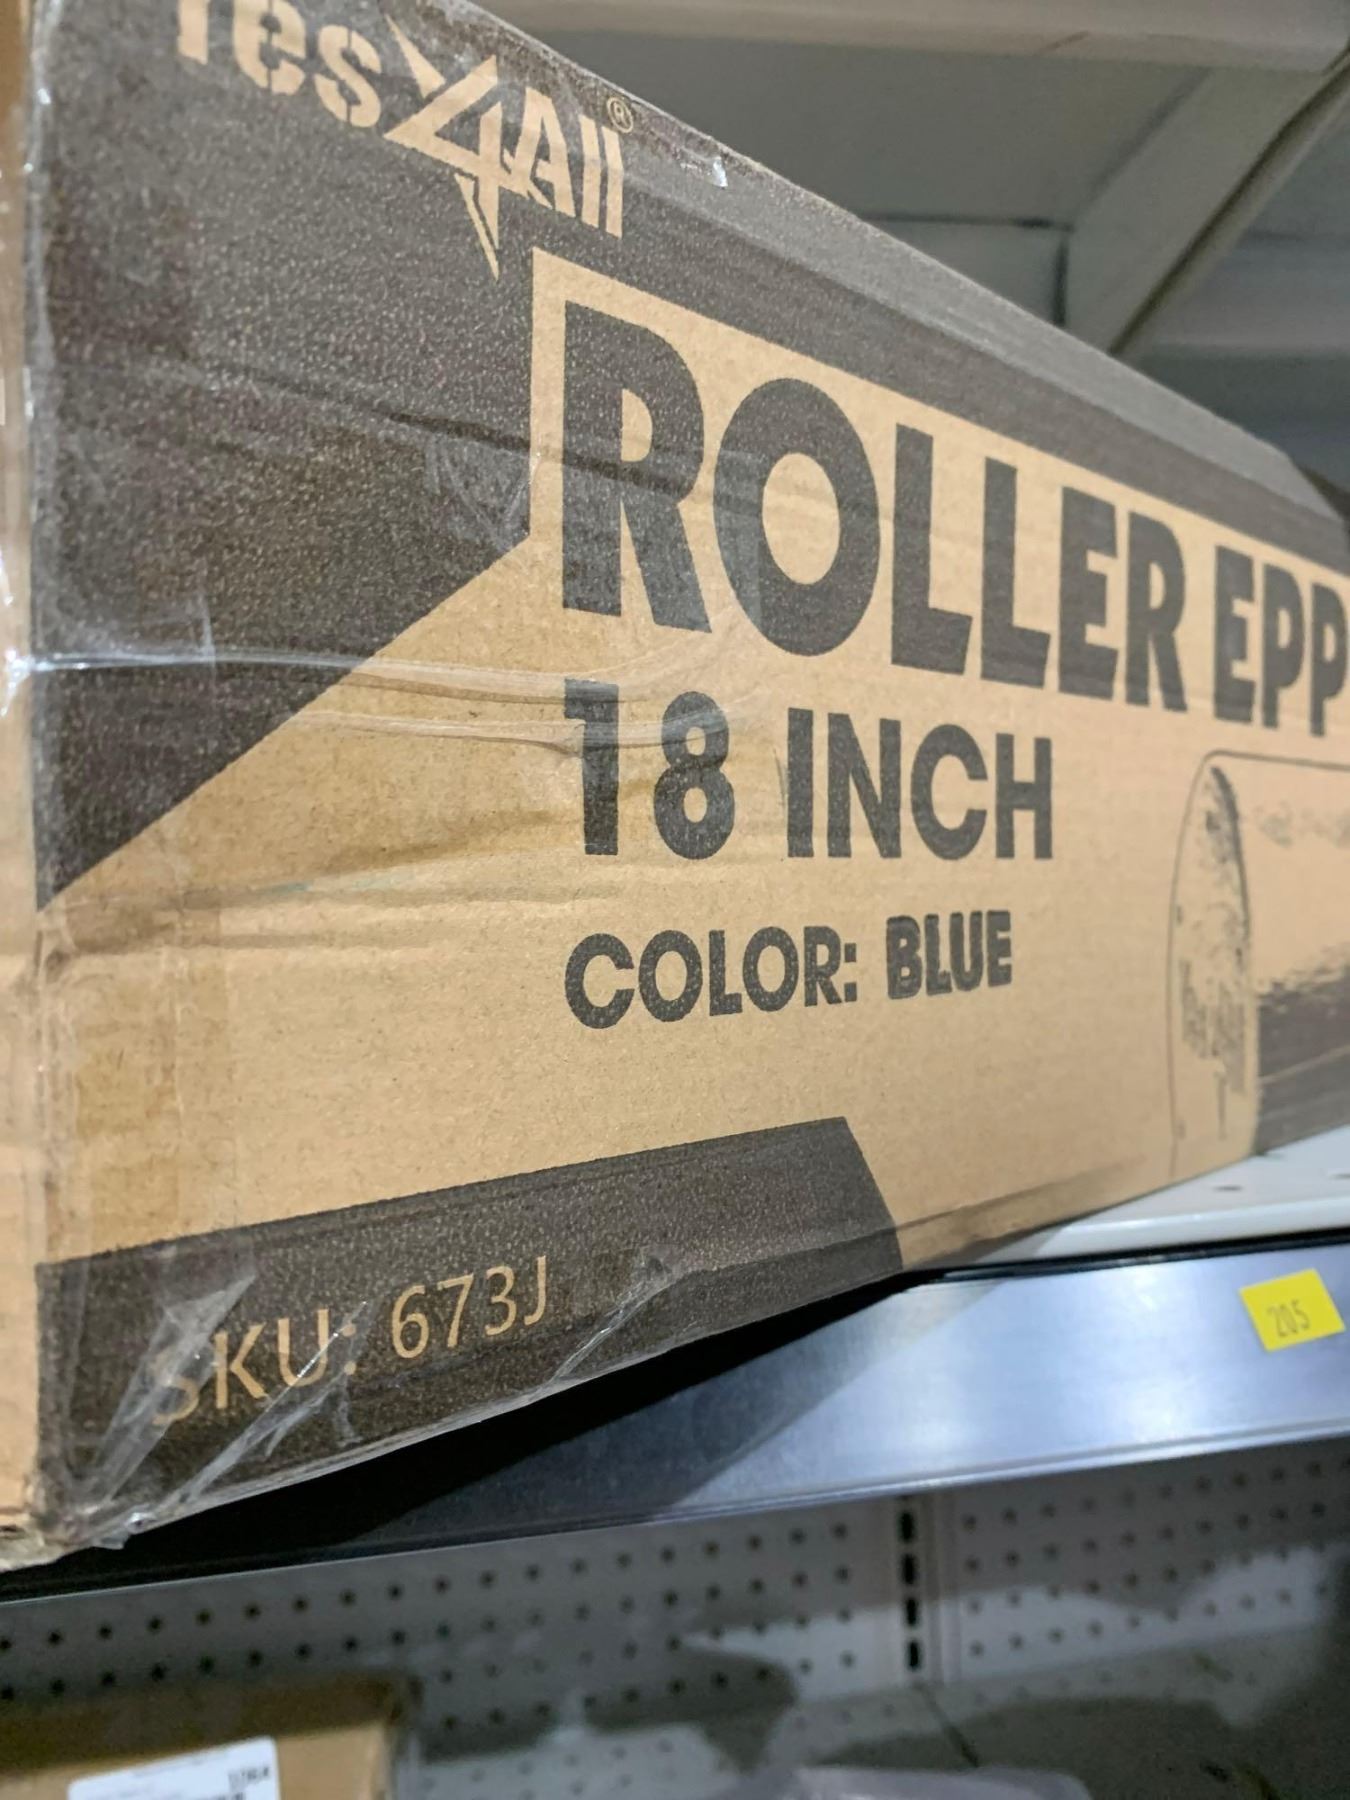 Yes4All®
ROLLER EPP
18 INCH
COLOR: BLUE
SKU: 673J
205